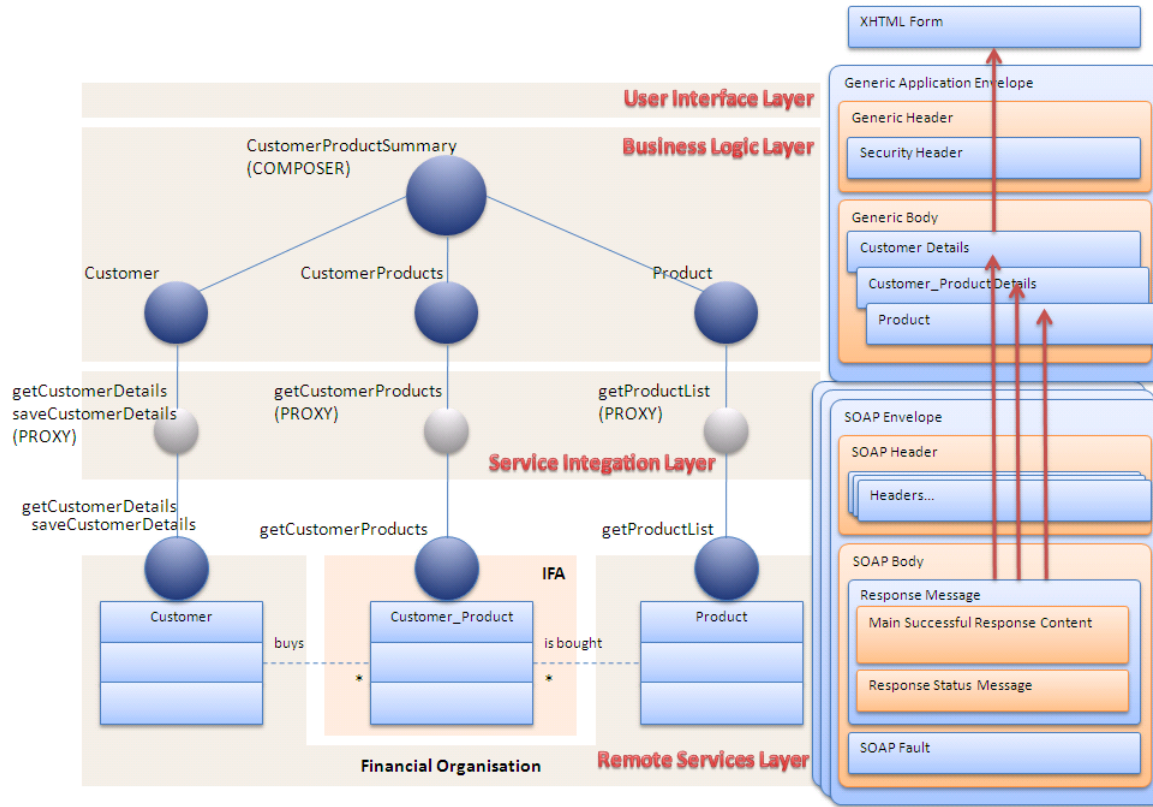 XHTML Form
User Interface Layer
Generic Application Envelope
Generic Header
Security Header
Business Logic Layer
CustomerProductSummary
(COMPOSER)
Customer
CustomerProducts
Product
Generic Body
Customer Details
Customer_ProductDetails
Product
getCustomerDetails
saveCustomerDetails
(PROXY)
getCustomerProducts
(PROXY)
getProductList
(PROXY)
Service Integation Layer
SOAP Envelope
SOAP Header
Headers...
getCustomerDetails
saveCustomerDetails
getCustomerProducts
getProductList
IFA
Customer
buys
*
Customer_Product
is bought
*
Product
Financial Organisation
Remote Services Layer
SOAP Body
Response Message
Main Successful Response Content
Response Status Message
SOAP Fault